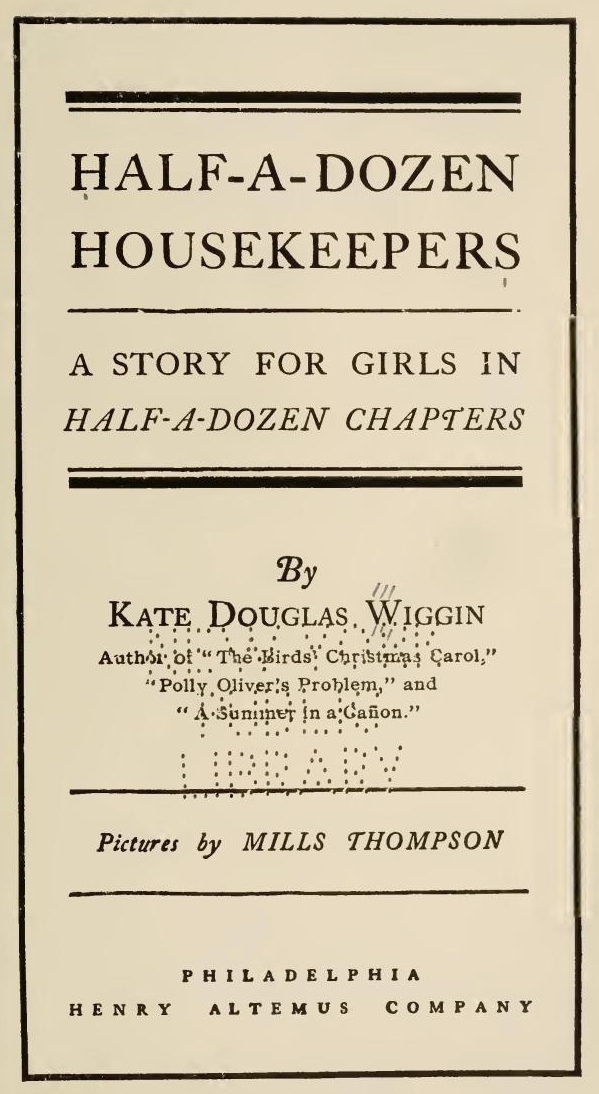 HALF-A-DOZEN
HOUSEKEEPERS
A STORY FOR GIRLS IN
HALF-A-DOZEN CHAPTERS
By
KATE DOUGLAS WIGGIN
Author of "The Birds' Christmas Carol,"
"Polly Oliver's Problem," and
"A Summer in a Cañon."
LIBRARY
Pictures by MILLS THOMPSON
PHILADELPHIA
HENRY ALTEMUS COMPANY